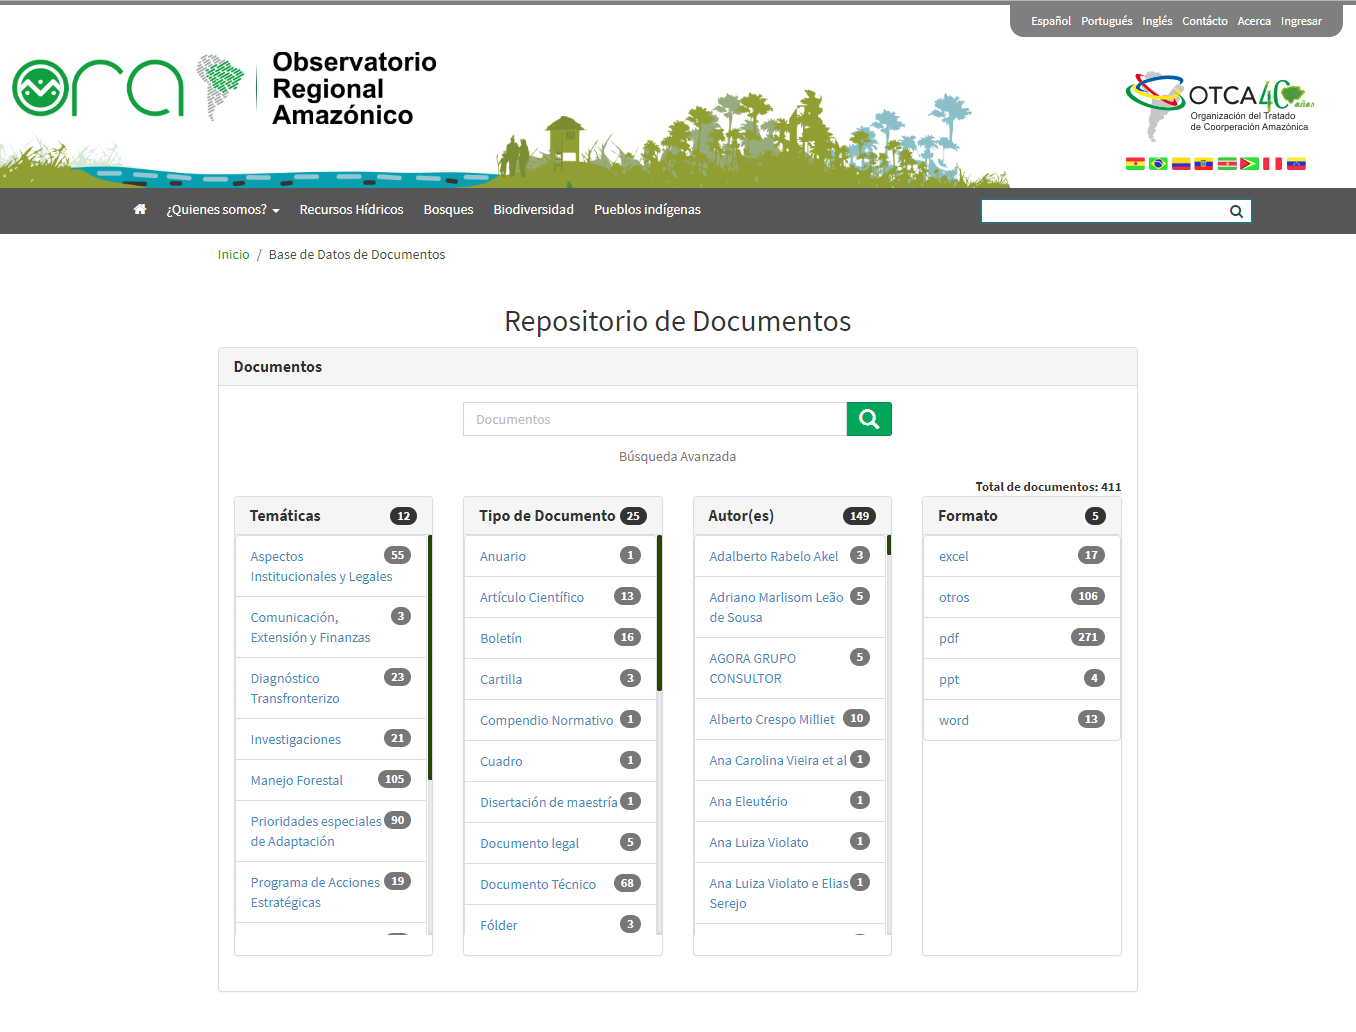 Español Portugués Inglés Contácto Acerca Ingresar
ora
Observatorio
Regional
Amazónico
OTCA 40 años
Organización del Tratado
de Coorperación Amazónica
¿Quienes somos? Recursos Hídricos Bosques Biodiversidad Pueblos indígenas
Inicio / Base de Datos de Documentos
Repositorio de Documentos
Documentos
Documentos
Búsqueda Avanzada
Total de documentos: 411
Temáticas 12
Aspectos 55
Institucionales y Legales
Comunicación, 3
Extensión y Finanzas
Diagnóstico 23
Transfronterizo
Investigaciones 21
Manejo Forestal 105
Prioridades especiales 90
de Adaptación
Programa de Acciones 19
Estratégicas
Tipo de Documento 25
Anuario 1
Artículo Científico 13
Boletín 16
Cartilla 3
Compendio Normativo 1
Cuadro 1
Disertación de maestría 1
Documento legal 5
Documento Técnico 68
Fólder 3
Autor(es) 149
Adalberto Rabelo Akel 3
Adriano Marlisom Leão 5
de Sousa
AGORA GRUPO 5
CONSULTOR
Alberto Crespo Milliet 10
Ana Carolina Vieira et al 1
Ana Eleutério 1
Ana Luiza Violato 1
Ana Luiza Violato e Elias 1
Serejo
Formato 5
excel 17
otros 106
pdf 271
ppt 4
word 13